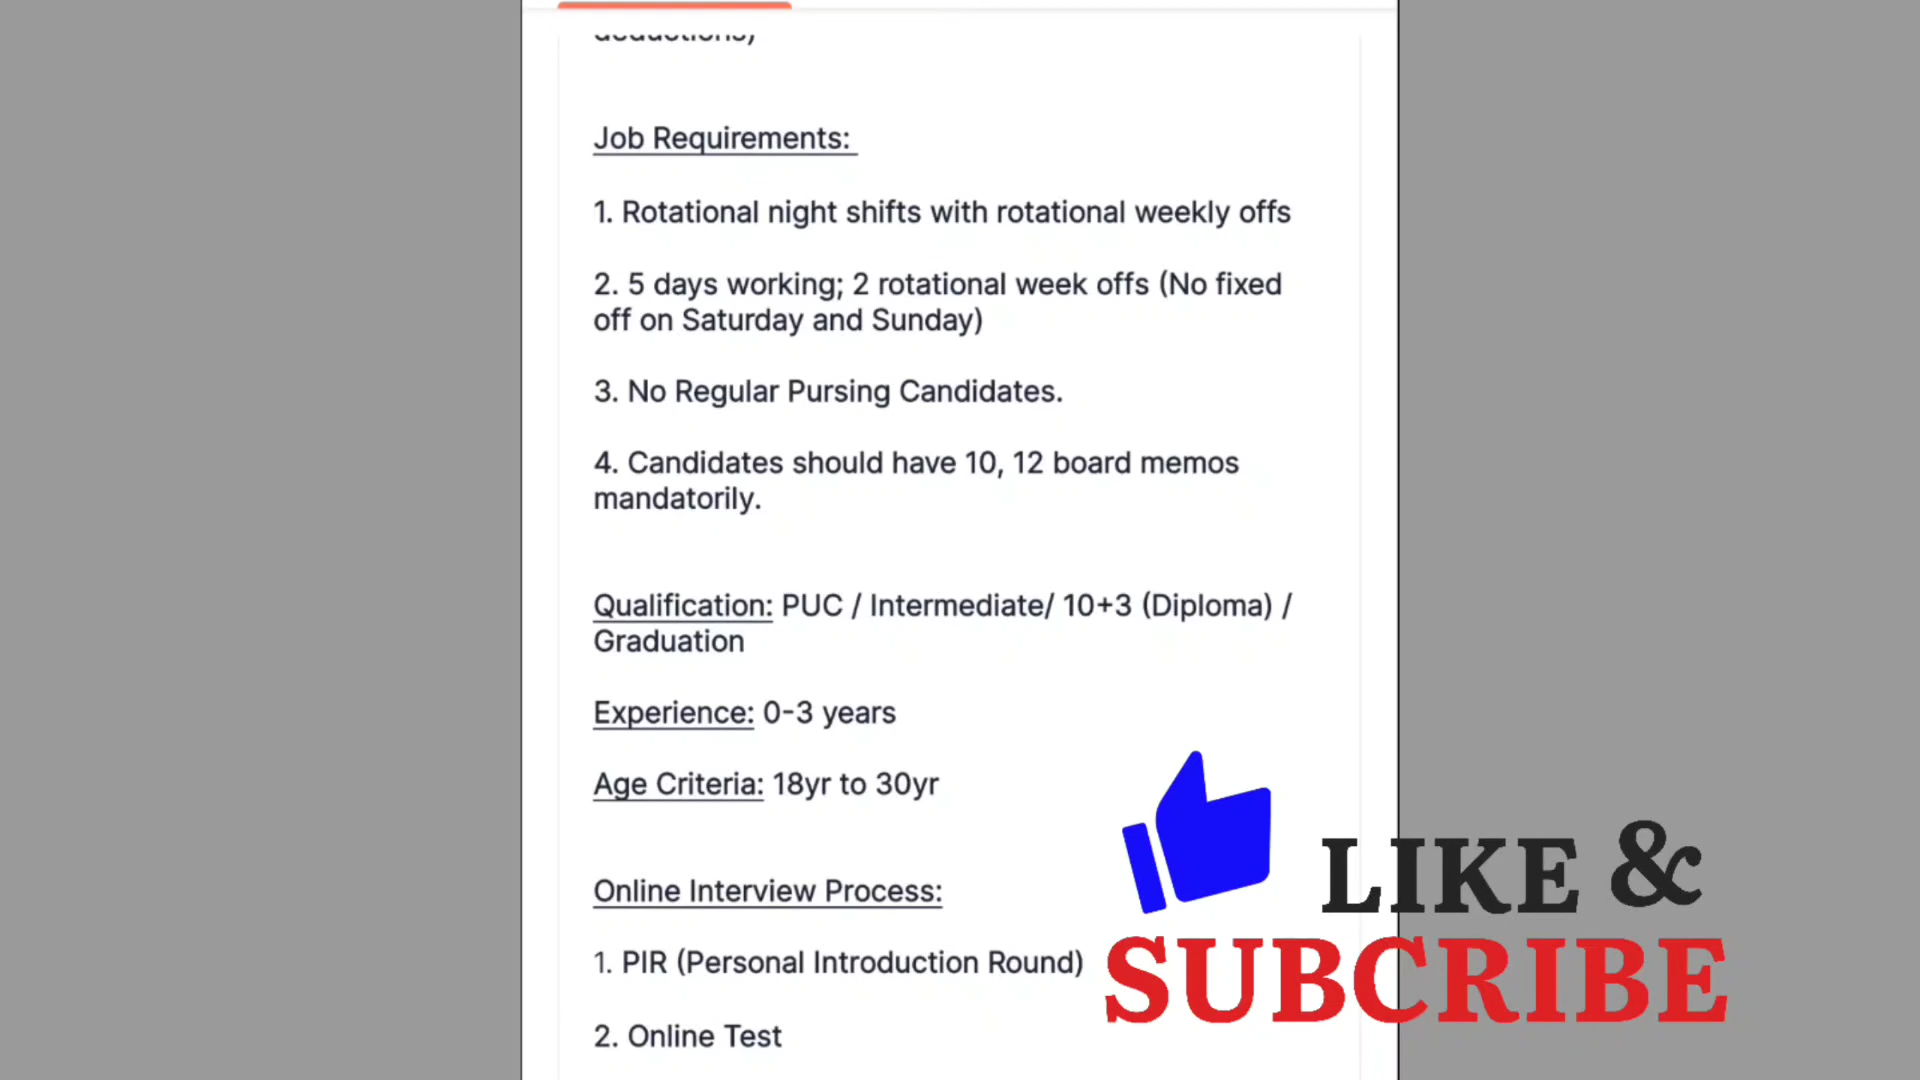 deductions)
Job Requirements:
1. Rotational night shifts with rotational weekly offs
2. 5 days working; 2 rotational week offs (No fixed
off on Saturday and Sunday)
3. No Regular Pursing Candidates.
4. Candidates should have 10, 12 board memos
mandatorily.
Qualification: PUC / Intermediate/ 10+3 (Diploma) /
Graduation
Experience: 0-3 years
Age Criteria: 18yr to 30yr
Online Interview Process:
1. PIR (Personal Introduction Round)
2. Online Test
LIKE &
SUBCRIBE